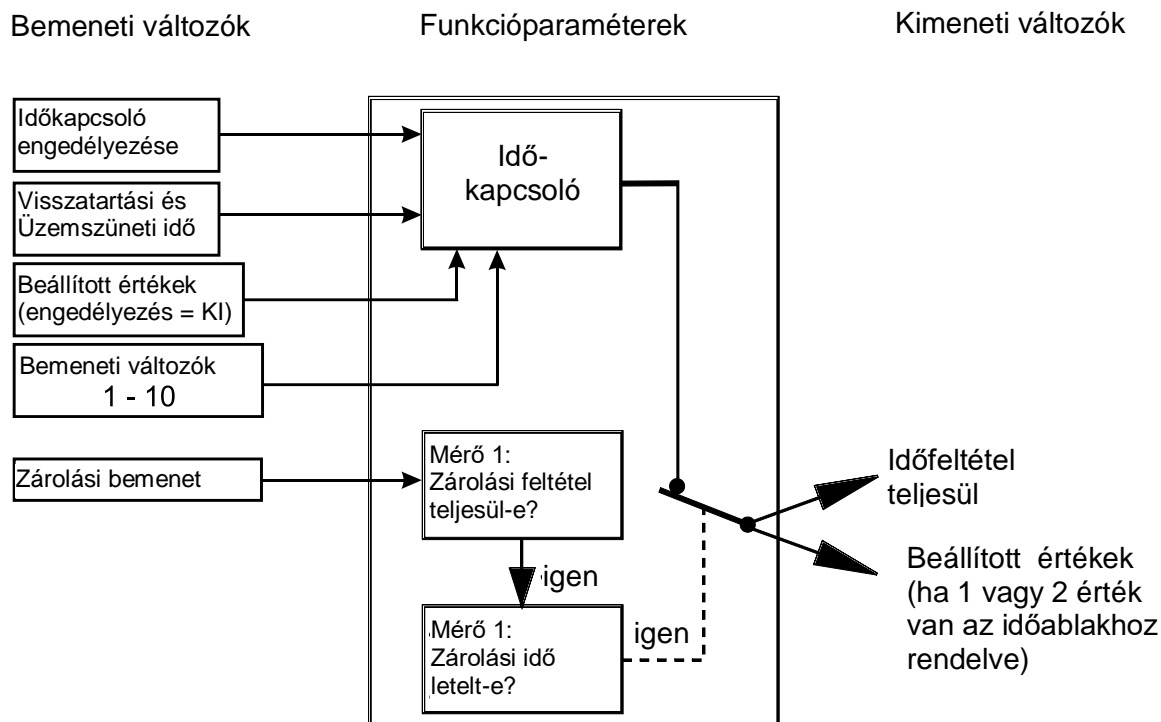 Bemeneti változók
Funkcióparaméterek
Kimeneti változók
Időkapcsoló
engedélyezése
Visszatartási és
Üzemszüneti idő
Beállított értékek
(engedélyezés = KI)
Bemeneti változók
1 - 10
Zárolási bemenet
Idő-
kapcsoló
Mérő 1:
Zárolási feltétel
teljesül-e?
igen
Mérő 1:
Zárolási idő
letelt-e?
igen
Időfeltétel
teljesül
Beállított értékek
(ha 1 vagy 2 érték
van az időablakhoz
rendelve)